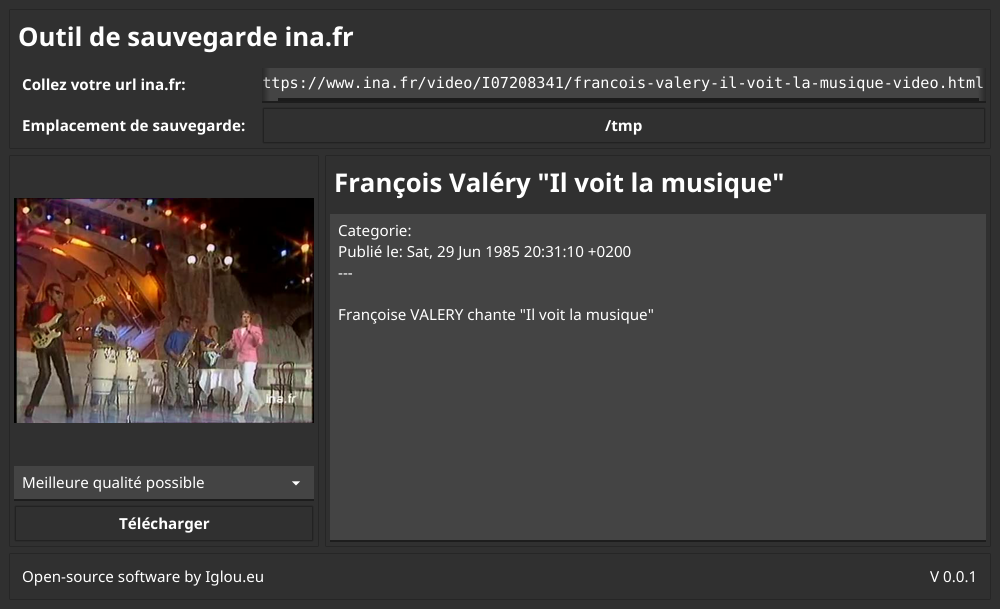 Outil de sauvegarde ina.fr
Collez votre url ina.fr:
ttps://www.ina.fr/video/I07208341/francois-valery-il-voit-la-musique-video.html
Emplacement de sauvegarde:
/tmp
François Valéry "Il voit la musique"
Categorie:
Publié le: Sat, 29 Jun 1985 20:31:10 +0200
---
Françoise VALERY chante "Il voit la musique"
ina.fr
Meilleure qualité possible
Télécharger
Open-source software by Iglou.eu
V 0.0.1